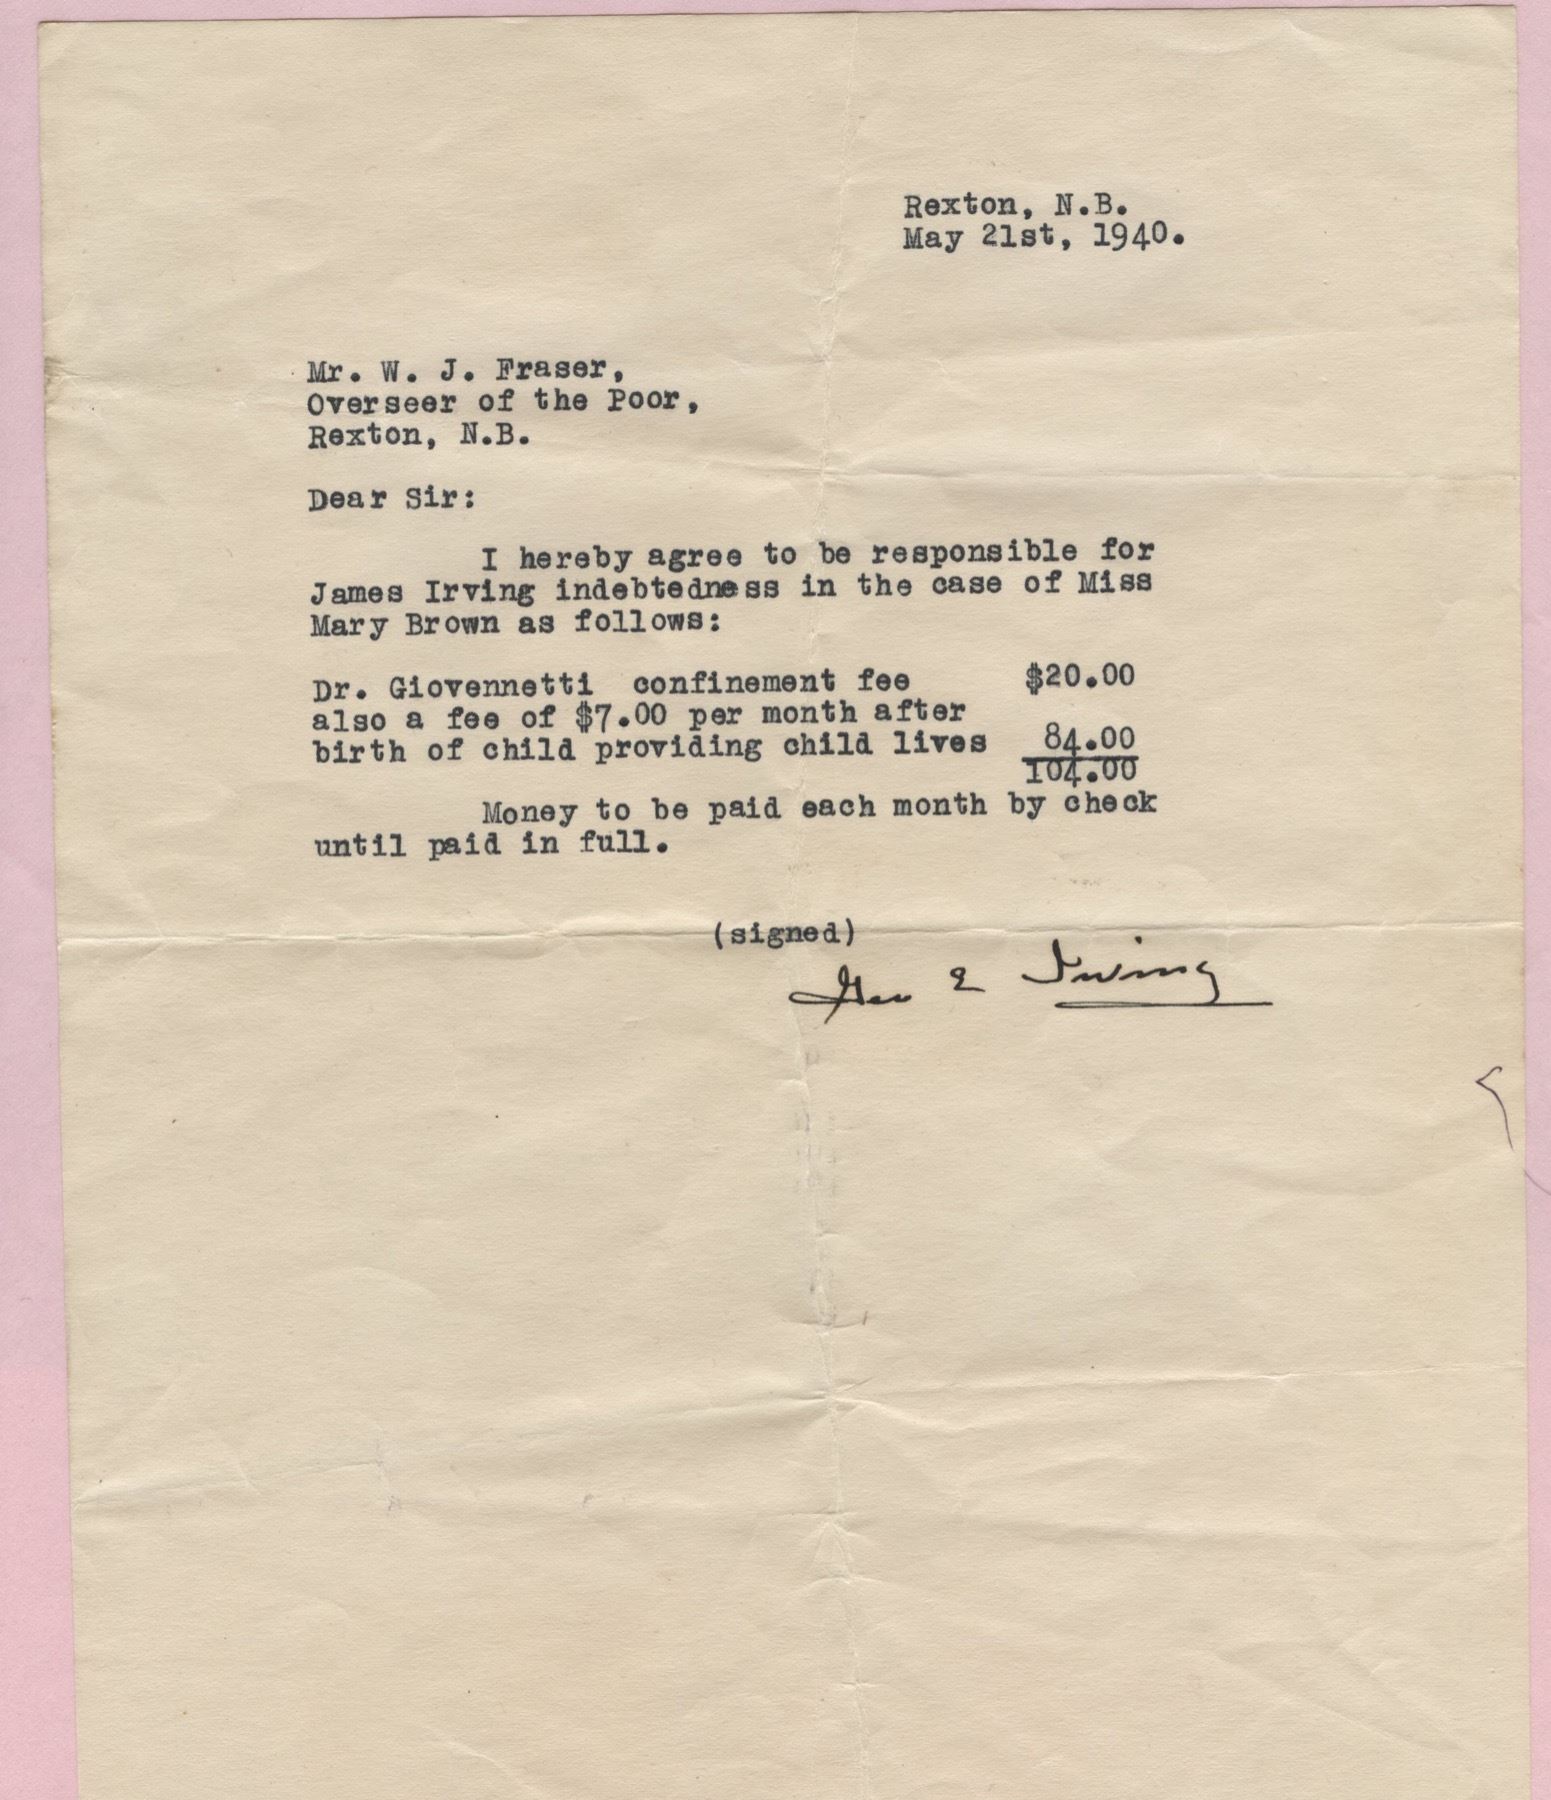 Rexton, N.B.
May 21st, 1940.
Mr. W. J. Fraser,
Overseer of the Poor,
Rexton, N.B.
Dear Sir:
I hereby agree to be responsible for
James Irving indebtedness in the case of Miss
Mary Brown as follows:
Dr. Giovennetti confinement fee $20.00
also a fee of $7.00 per month after
birth of child providing child lives 84.00
104.00
Money to be paid each month by check
until paid in full.
(signed)
Geo E Irving